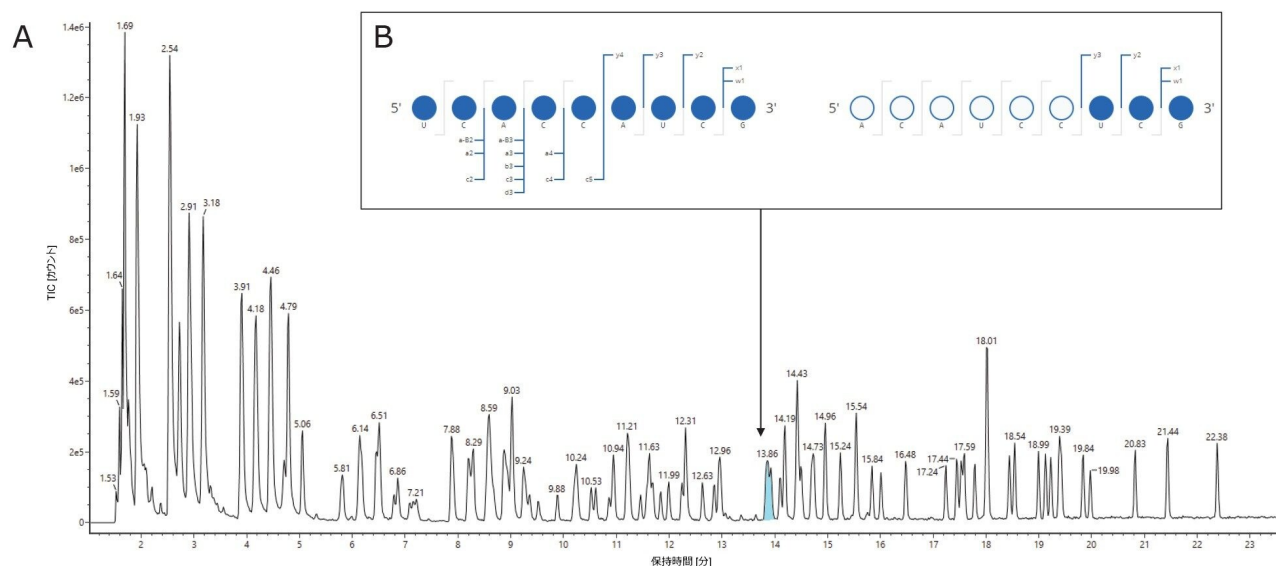 A
B
y4 y3 y2 x1 w1
5' U C A C C A U C G 3'
a-B2 a2 c2
a-B3 a3 b3 c3 d3
a4 c4
c5
y3 y2 x1 w1
5' A C A U C C U C G 3'
TIC [カウント]
1.4e6
1.2e6
1e6
8e5
6e5
4e5
2e5
0
1.53 1.59 1.64 1.69 1.93 2.54 2.91 3.18 3.91 4.18 4.46 4.79 5.06 5.81 6.14 6.51 6.86 7.21 7.88 8.29 8.59 9.03 9.24 9.88 10.24 10.53 10.94 11.21 11.63 11.99 12.31 12.63 12.96 13.86 14.19 14.43 14.73 14.96 15.24 15.54 15.84 16.48 17.24 17.44 17.59 18.01 18.54 18.99 19.39 19.84 19.98 20.83 21.44 22.38
2 3 4 5 6 7 8 9 10 11 12 13 14 15 16 17 18 19 20 21 22 23
保持時間 [分]